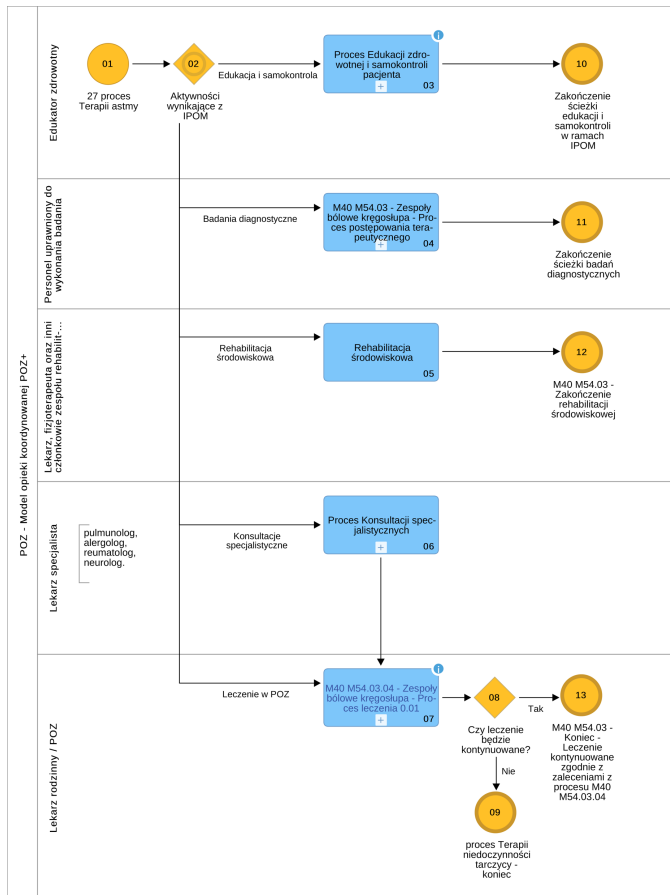 POZ - Model opieki koordynowanej POZ+
Edukator zdrowotny
01
27 proces
Terapii astmy
02
Aktywności
wynikające z
IPOM
Edukacja i samokontrola
Proces Edukacji zdro-
wotnej i samokontroli
pacjenta
03
10
Zakończenie
ścieżki
edukacji i
samokontroli
w ramach
IPOM
Personel uprawniony do
wykonania badania
Badania diagnostyczne
M40 M54.03 - Zespoły
bólowe kręgosłupa - Pro-
ces postępowania tera-
peutycznego
04
11
Zakończenie
ścieżki badań
diagnostycznych
Lekarz, fizjoterapeuta oraz inni
członkowie zespołu rehabilit-...
Rehabilitacja
środowiskowa
Rehabilitacja
środowiskowa
05
12
M40 M54.03 -
Zakończenie
rehabilitacji
środowiskowej
Lekarz specjalista
pulmunolog,
alergolog,
reumatolog,
neurolog.
Konsultacje
specjalistyczne
Proces Konsultacji spec-
jalistycznych
06
Lekarz rodzinny / POZ
Leczenie w POZ
M40 M54.03.04 - Zespoły
bólowe kręgosłupa - Pro-
ces leczenia 0.01
07
08
Czy leczenie
będzie
kontynuowane?
Tak
13
M40 M54.03 -
Koniec -
Leczenie
kontynuowane
zgodnie z
zaleceniami z
procesu M40
M54.03.04
Nie
09
proces Terapii
niedoczynności
tarczycy -
koniec